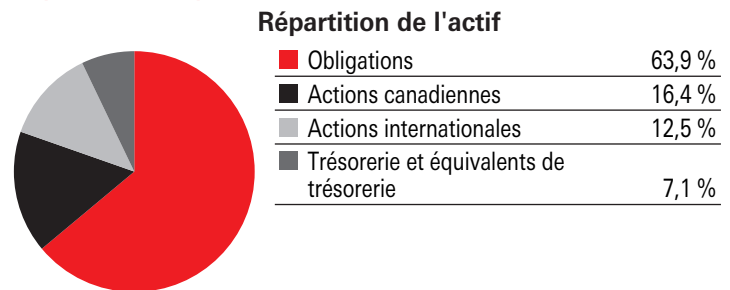 Répartition de l'actif
Obligations 63,9 %
Actions canadiennes 16,4 %
Actions internationales 12,5 %
Trésorerie et équivalents de
trésorerie 7,1 %